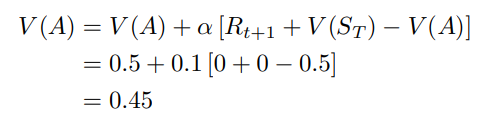 V(A) = V(A) + α [R_{t+1} + V(S_T) − V(A)]
= 0.5 + 0.1 [0 + 0 − 0.5]
= 0.45